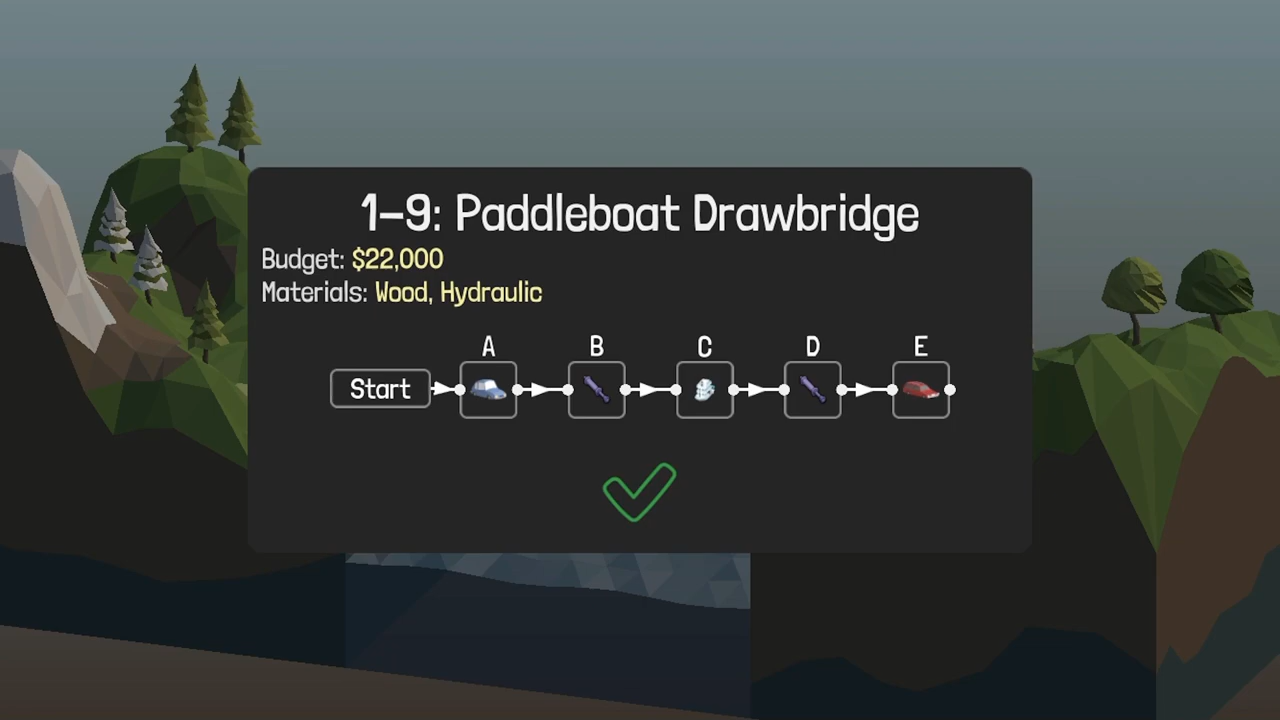 1-9: Paddleboat Drawbridge
Budget: $22,000
Materials: Wood, Hydraulic
A B C D E
Start